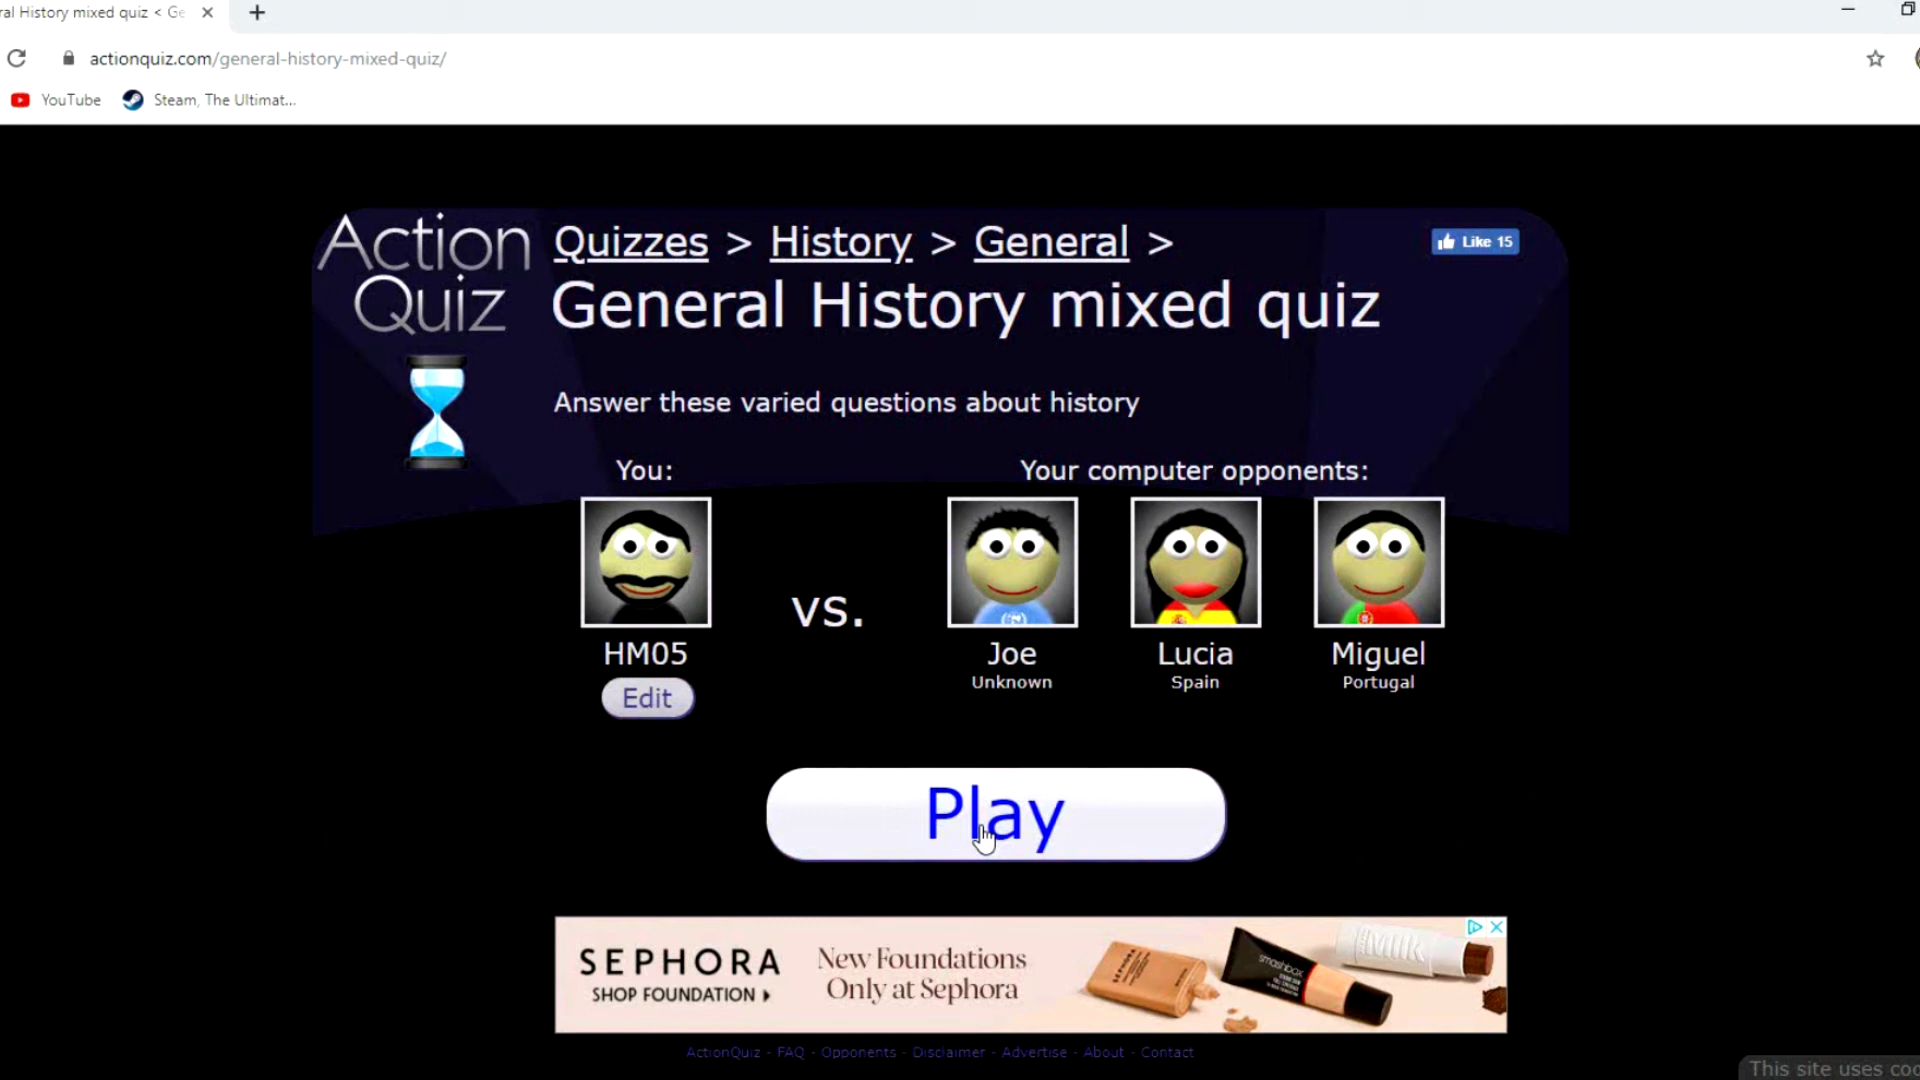 ral History mixed quiz < Ge
actionquiz.com/general-history-mixed-quiz/
YouTube
Steam, The Ultimat...
Action
Quiz
Quizzes > History > General >
Like 15
General History mixed quiz
Answer these varied questions about history
You:
Your computer opponents:
vs.
HM05
Joe
Lucia
Miguel
Unknown
Spain
Portugal
Edit
Play
SEPHORA
SHOP FOUNDATION
New Foundations
Only at Sephora
smashbox
MILK
ActionQuiz - FAQ - Opponents - Disclaimer - Advertise - About - Contact
This site uses coo